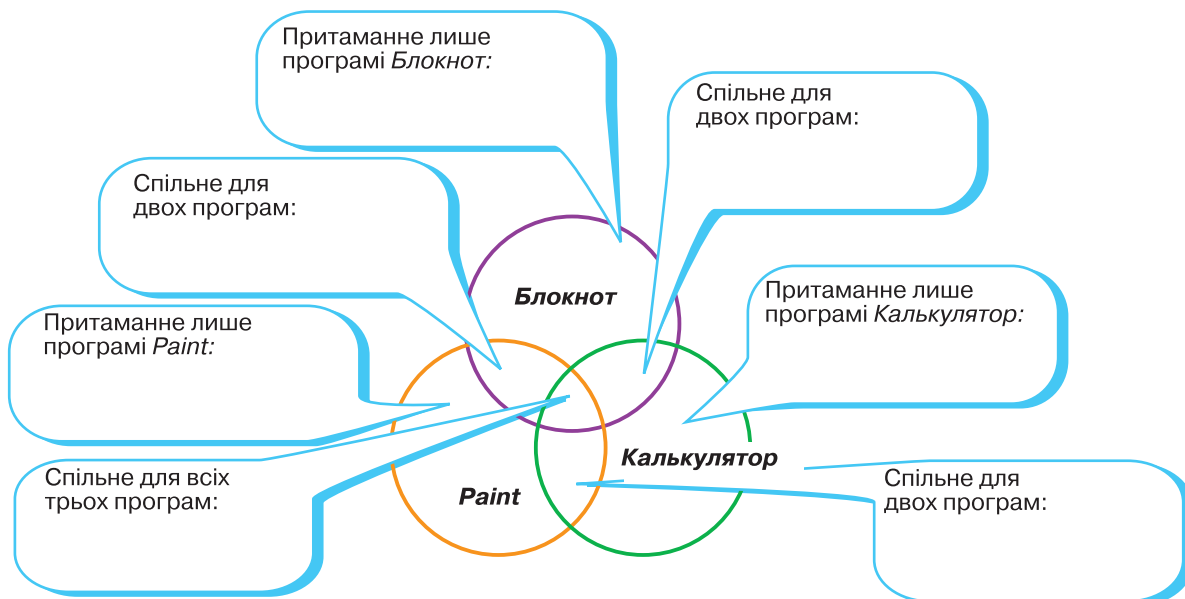 Притаманне лише
програмі Блокнот:
Спільне для
двох програм:
Спільне для
двох програм:
Блокнот
Притаманне лише
програмі Калькулятор:
Притаманне лише
програмі Paint:
Калькулятор
Спільне для всіх
трьох програм:
Paint
Спільне для
двох програм: